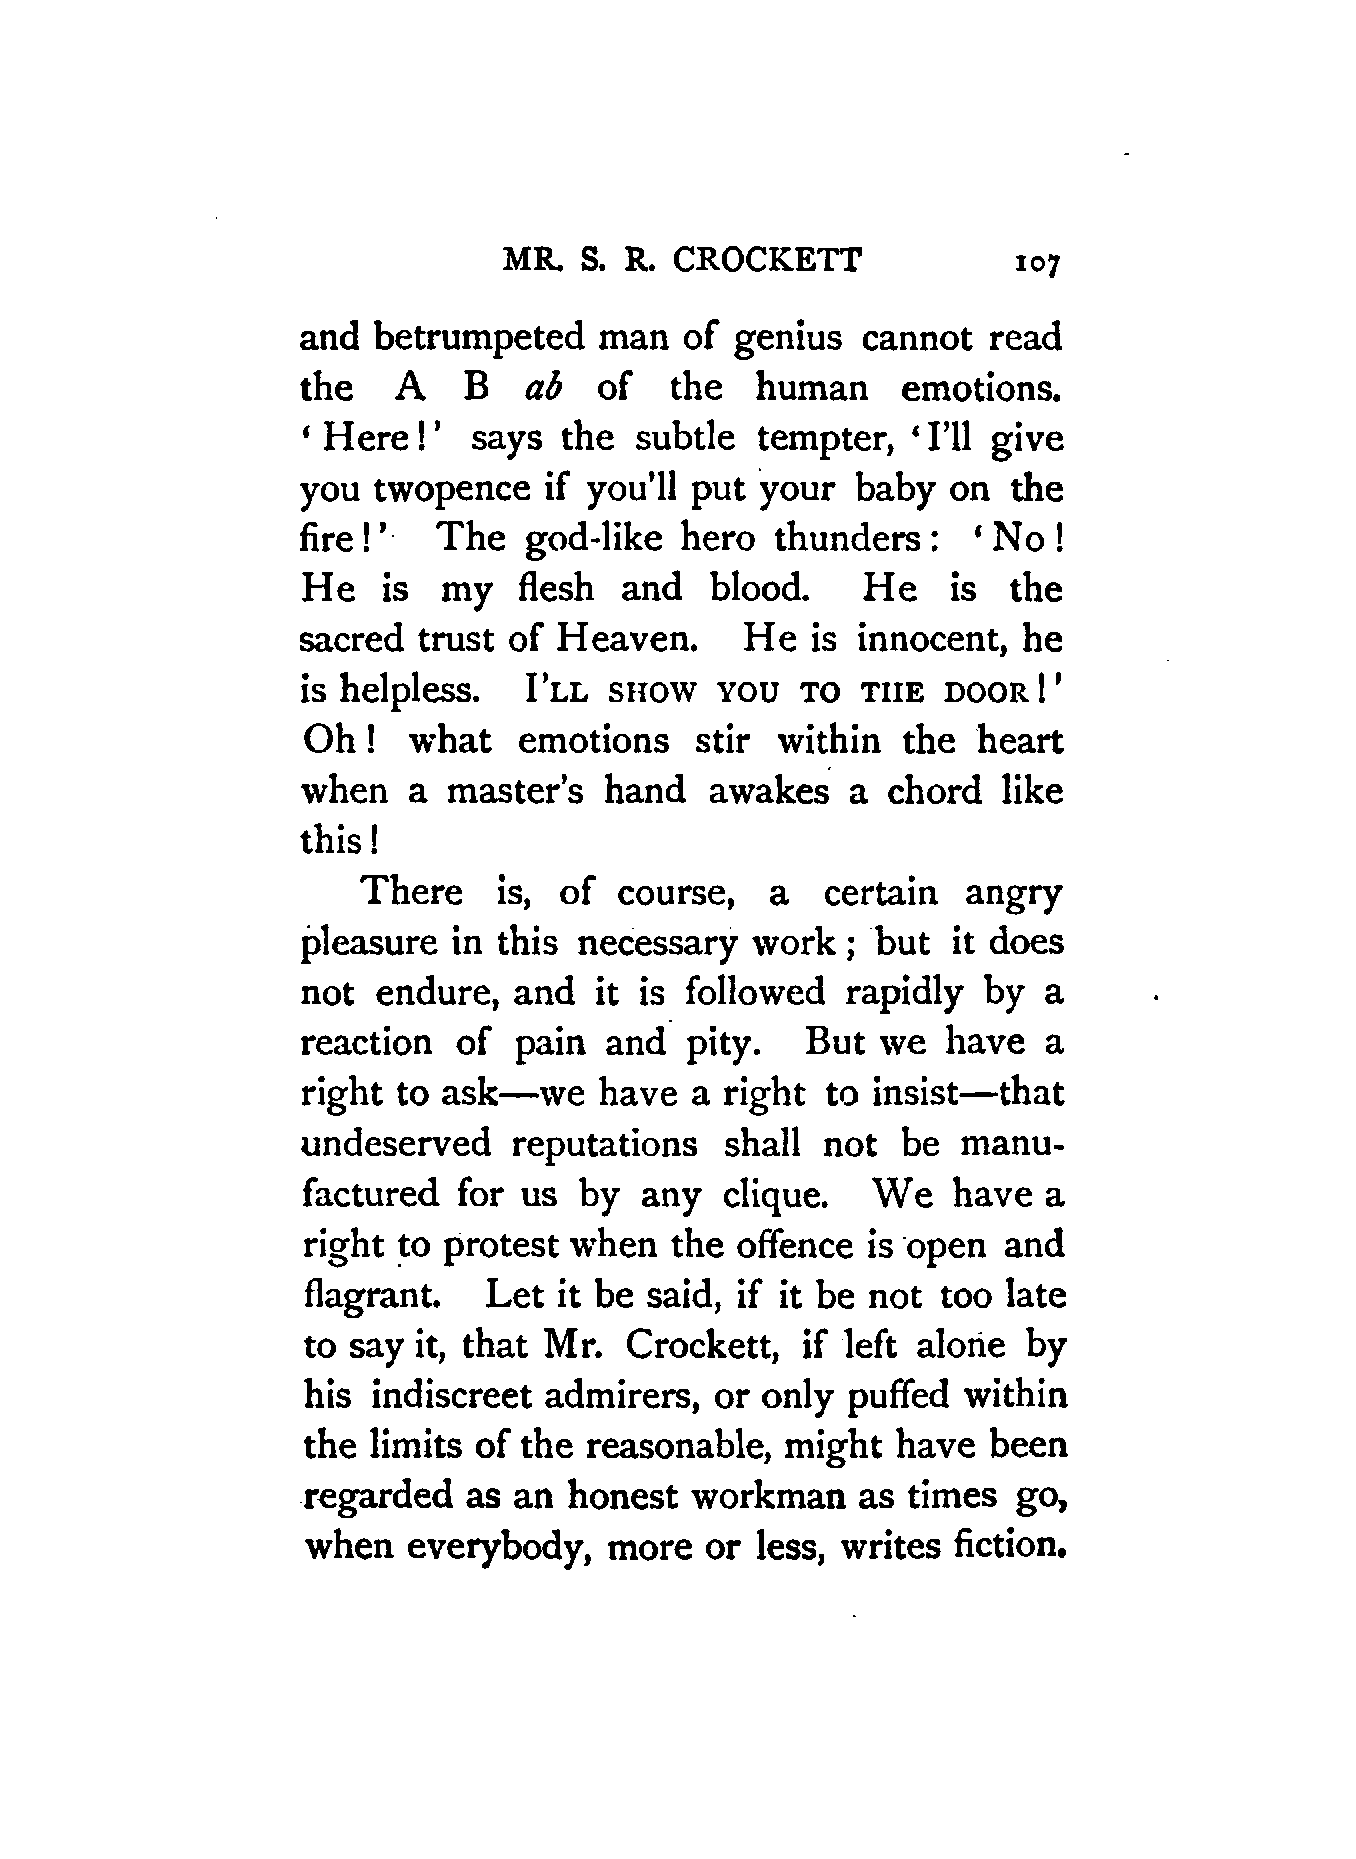 MR. S. R. CROCKETT 107
and betrumpeted man of genius cannot read
the A B ab of the human emotions.
‘Here!’ says the subtle tempter, ‘I’ll give
you twopence if you’ll put your baby on the
fire!’ The god-like hero thunders: ‘No!
He is my flesh and blood. He is the
sacred trust of Heaven. He is innocent, he
is helpless. I’LL SHOW YOU TO THE DOOR!’
Oh! what emotions stir within the heart
when a master’s hand awakes a chord like
this!
There is, of course, a certain angry
pleasure in this necessary work; but it does
not endure, and it is followed rapidly by a
reaction of pain and pity. But we have a
right to ask—we have a right to insist—that
undeserved reputations shall not be manu-
factured for us by any clique. We have a
right to protest when the offence is open and
flagrant. Let it be said, if it be not too late
to say it, that Mr. Crockett, if left alone by
his indiscreet admirers, or only puffed within
the limits of the reasonable, might have been
regarded as an honest workman as times go,
when everybody, more or less, writes fiction.